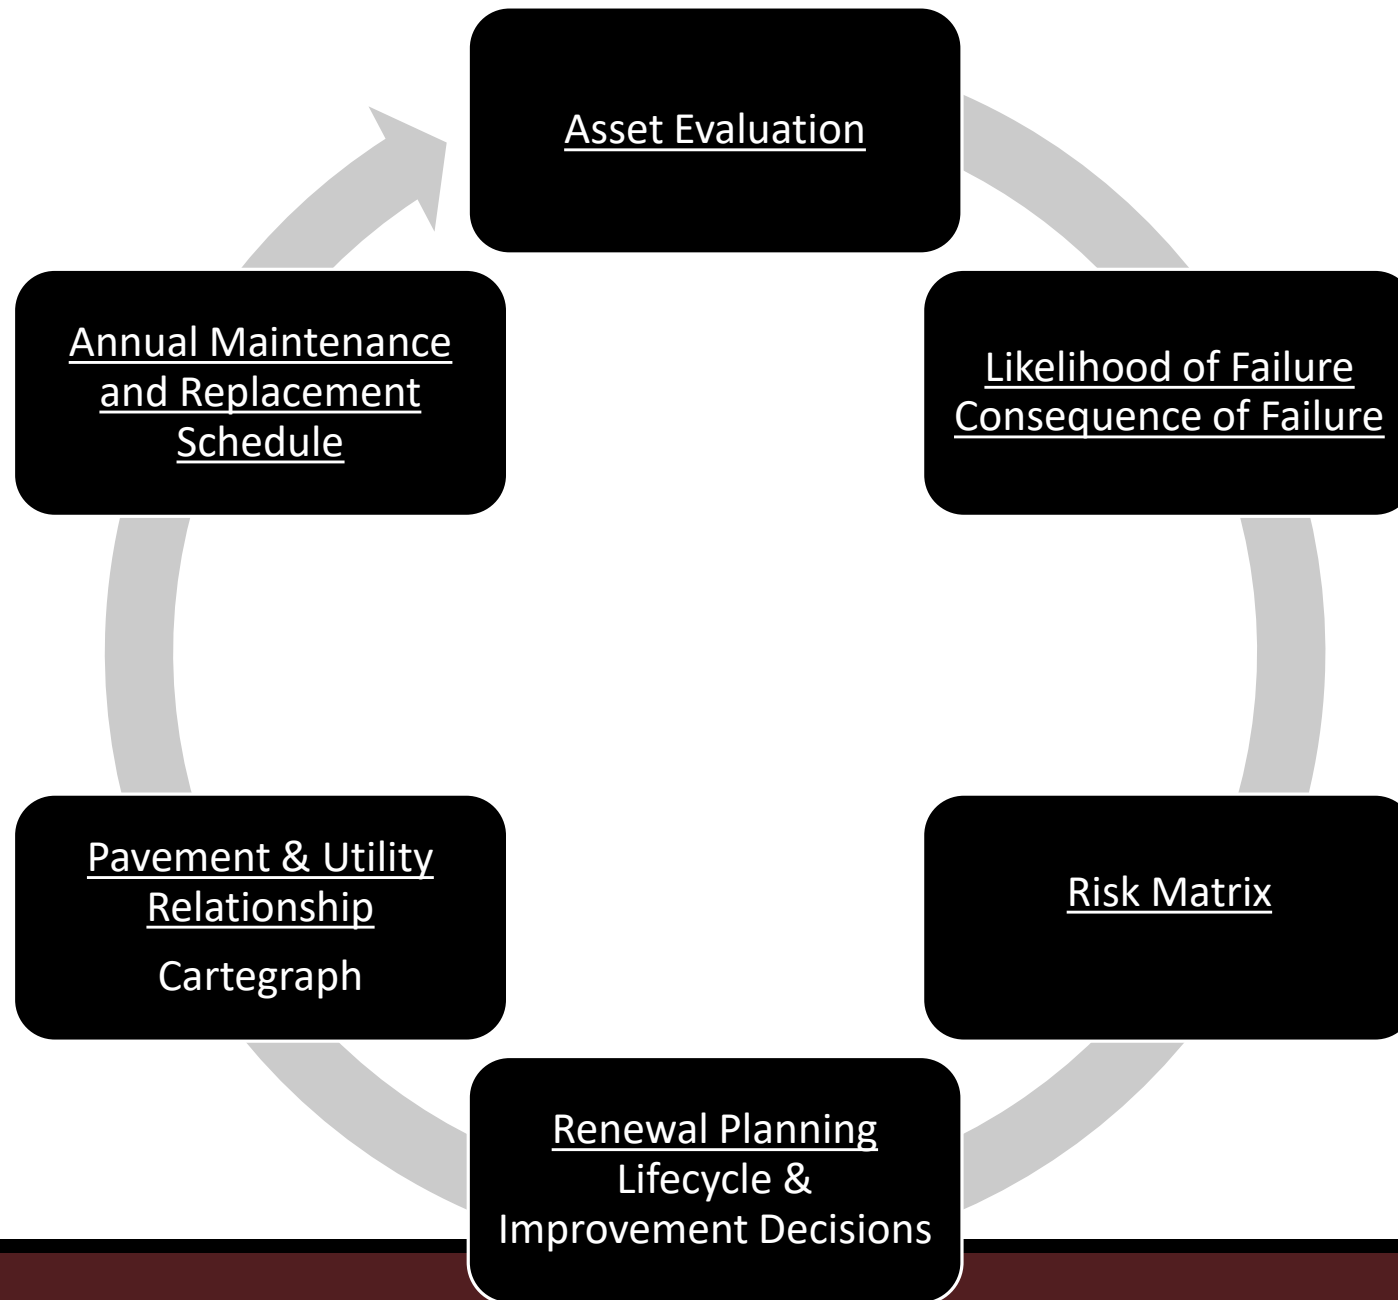 Asset Evaluation
Likelihood of Failure
Consequence of Failure
Risk Matrix
Renewal Planning
Lifecycle &
Improvement Decisions
Pavement & Utility
Relationship
Cartegraph
Annual Maintenance
and Replacement
Schedule